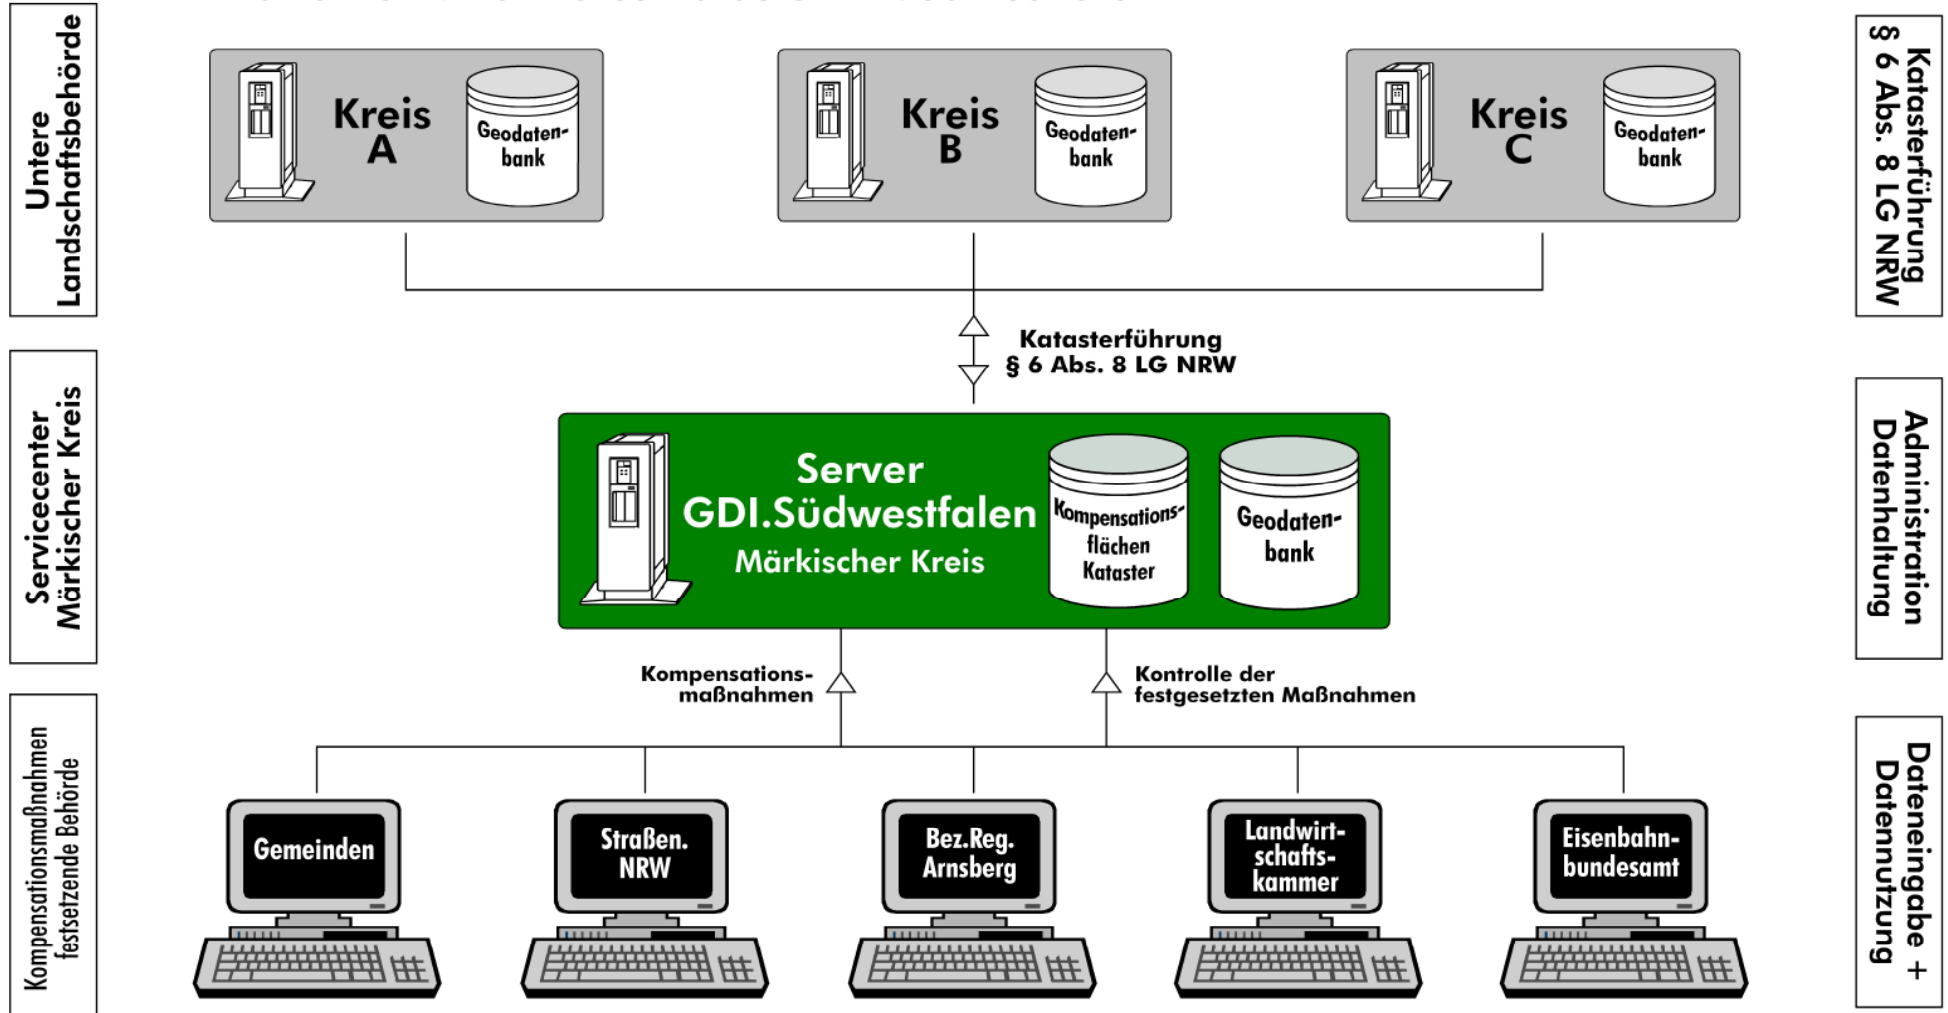 Untere
Landschaftsbehörde
Kreis
A
Geodaten-
bank
Kreis
B
Geodaten-
bank
Kreis
C
Geodaten-
bank
Katasterführung
§ 6 Abs. 8 LG NRW
Katasterführung
§ 6 Abs. 8 LG NRW
Servicecenter
Märkischer Kreis
Server
GDI.Südwestfalen
Märkischer Kreis
Kompensations-
flächen
Kataster
Geodaten-
bank
Administration
Datenhaltung
Kompensations-
maßnahmen
Kontrolle der
festgesetzten Maßnahmen
Kompensationsmaßnahmen
festsetzende Behörde
Gemeinden
Straßen.
NRW
Bez.Reg.
Arnsberg
Landwirt-
schafts-
kammer
Eisenbahn-
bundesamt
Dateneingabe +
Datennutzung